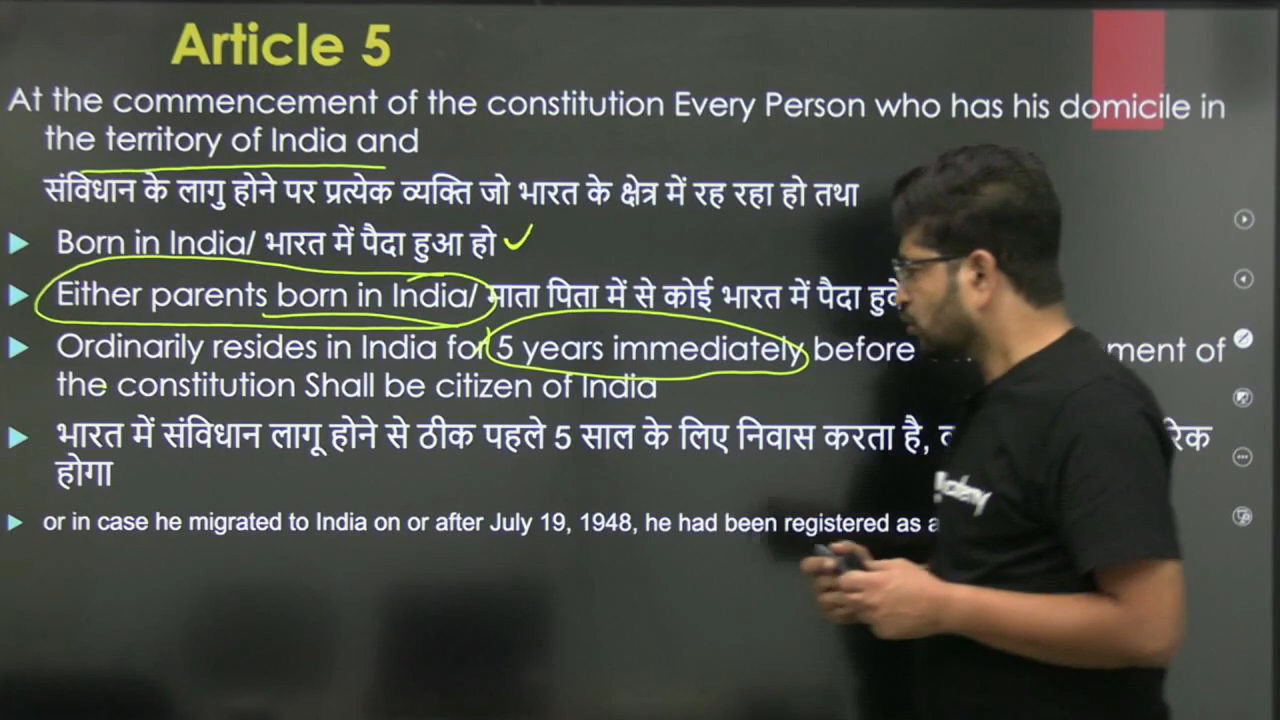 Article 5
At the commencement of the constitution Every Person who has his domicile in
the territory of India and
संविधान के लागु होने पर प्रत्येक व्यक्ति जो भारत के क्षेत्र में रह रहा हो तथा
Born in India/ भारत में पैदा हुआ हो
Either parents born in India/ माता पिता में से कोई भारत में पैदा
Ordinarily resides in India for 5 years immediately before
the constitution Shall be citizen of India
भारत में संविधान लागू होने से ठीक पहले 5 साल के लिए निवास करता है,
होगा
or in case he migrated to India on or after July 19, 1948, he had been registered as a